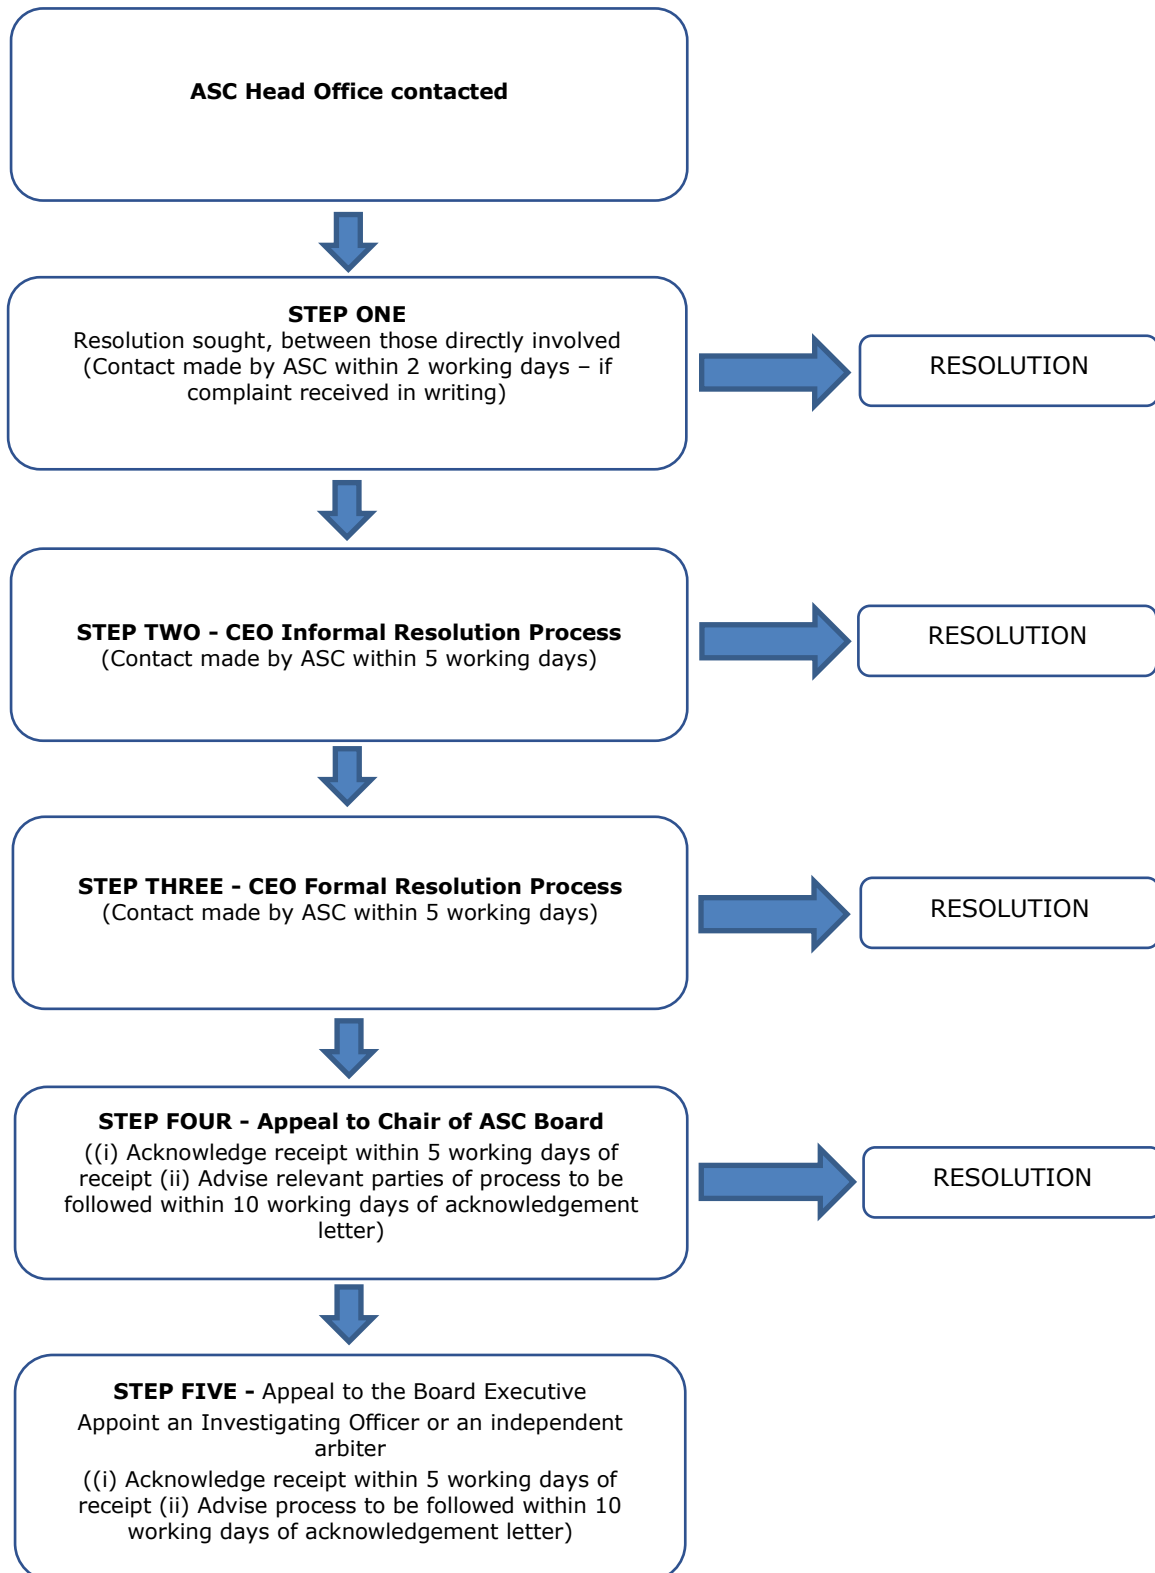 ASC Head Office contacted
STEP ONE
Resolution sought, between those directly involved
(Contact made by ASC within 2 working days – if
complaint received in writing)
RESOLUTION
STEP TWO - CEO Informal Resolution Process
(Contact made by ASC within 5 working days)
RESOLUTION
STEP THREE - CEO Formal Resolution Process
(Contact made by ASC within 5 working days)
RESOLUTION
STEP FOUR - Appeal to Chair of ASC Board
((i) Acknowledge receipt within 5 working days of
receipt (ii) Advise relevant parties of process to be
followed within 10 working days of acknowledgement
letter)
RESOLUTION
STEP FIVE - Appeal to the Board Executive
Appoint an Investigating Officer or an independent
arbiter
((i) Acknowledge receipt within 5 working days of
receipt (ii) Advise process to be followed within 10
working days of acknowledgement letter)